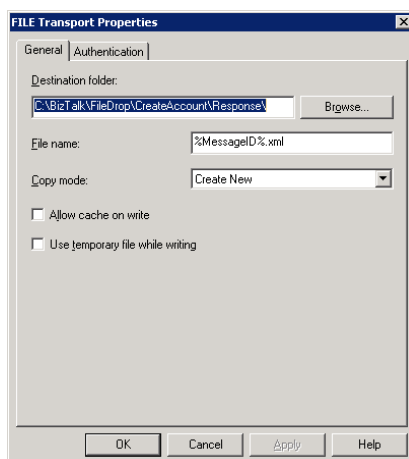 FILE Transport Properties
General Authentication
Destination folder:
C:\BizTalk\FileDrop\CreateAccount\Response\ Browse...
File name: %MessageID%.xml
Copy mode: Create New
Allow cache on write
Use temporary file while writing
OK Cancel Apply Help